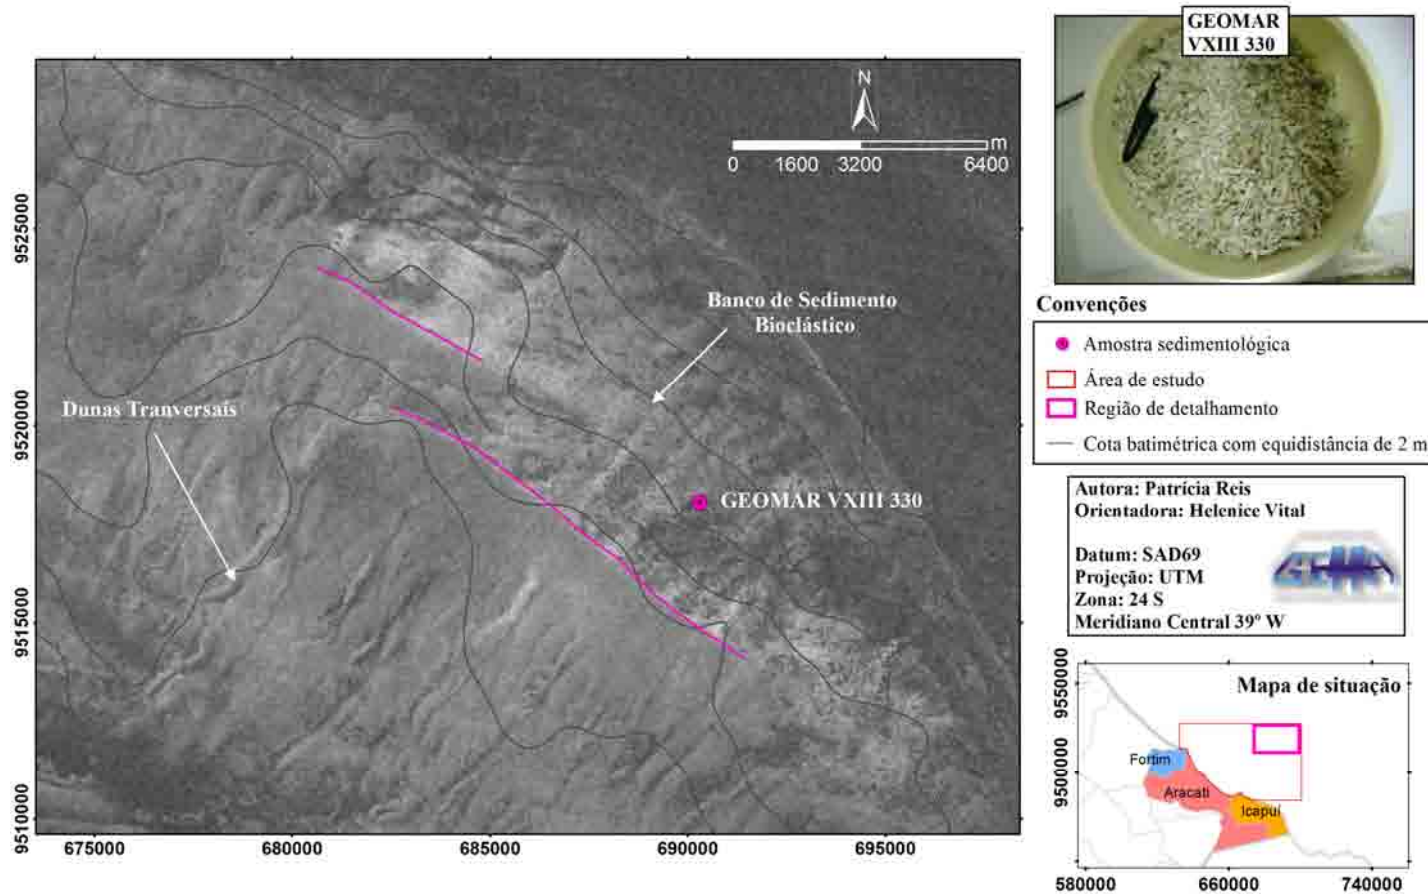 GEOMAR
VXIII 330
N
m
0 1600 3200 6400
9525000
9520000
9515000
9510000
675000 680000 685000 690000 695000
Banco de Sedimento
Bioclástico
Dunas Tranversais
GEOMAR VXIII 330
Convenções
Amostra sedimentológica
Área de estudo
Região de detalhamento
Cota batimétrica com equidistância de 2 m
Autora: Patrícia Reis
Orientadora: Helenice Vital
Datum: SAD69
Projeção: UTM
Zona: 24 S
Meridiano Central 39º W
Mapa de situação
9550000
9500000
Fortim
Aracati
Icapuí
580000 660000 740000